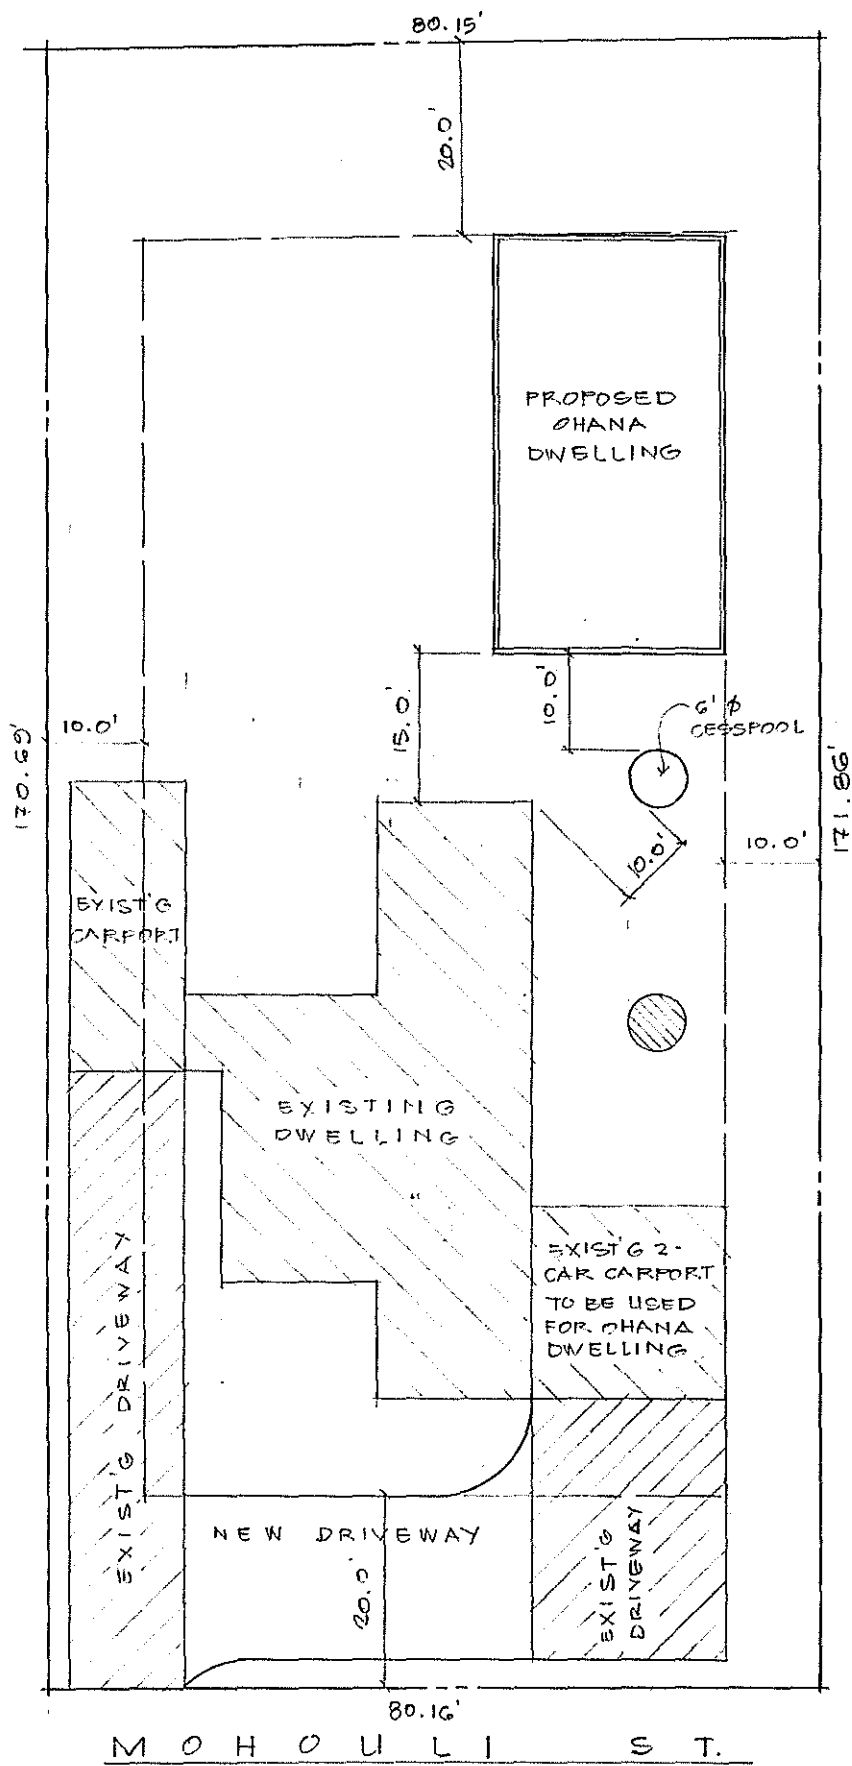 80.15'
20.0'
PROPOSED
OHANA
DWELLING
15.0'
10.0'
6' ϕ
CESSPOOL
10.0'
170.69'
171.86'
10.0'
10.0'
EXIST'G
CARPORT
EXISTING
DWELLING
EXIST'G 2-
CAR CARPORT
TO BE USED
FOR OHANA
DWELLING
EXIST'G DRIVEWAY
NEW DRIVEWAY
20.0'
EXIST'G
DRIVEWAY
80.16'
MOHOULI ST.